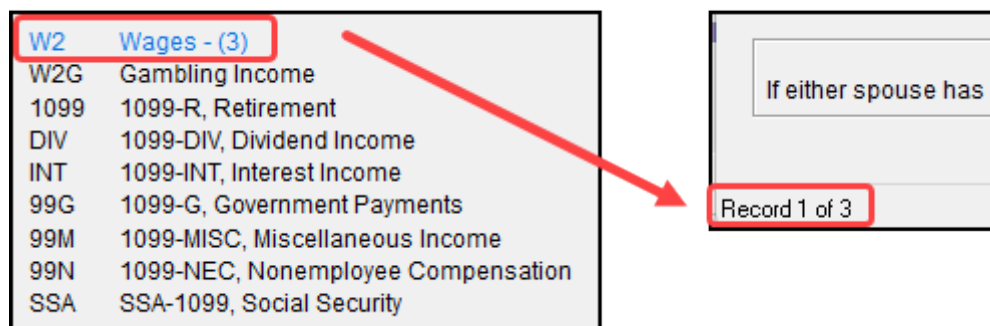 W2 Wages - (3)
W2G Gambling Income
1099 1099-R, Retirement
DIV 1099-DIV, Dividend Income
INT 1099-INT, Interest Income
99G 1099-G, Government Payments
99M 1099-MISC, Miscellaneous Income
99N 1099-NEC, Nonemployee Compensation
SSA SSA-1099, Social Security
If either spouse has
Record 1 of 3